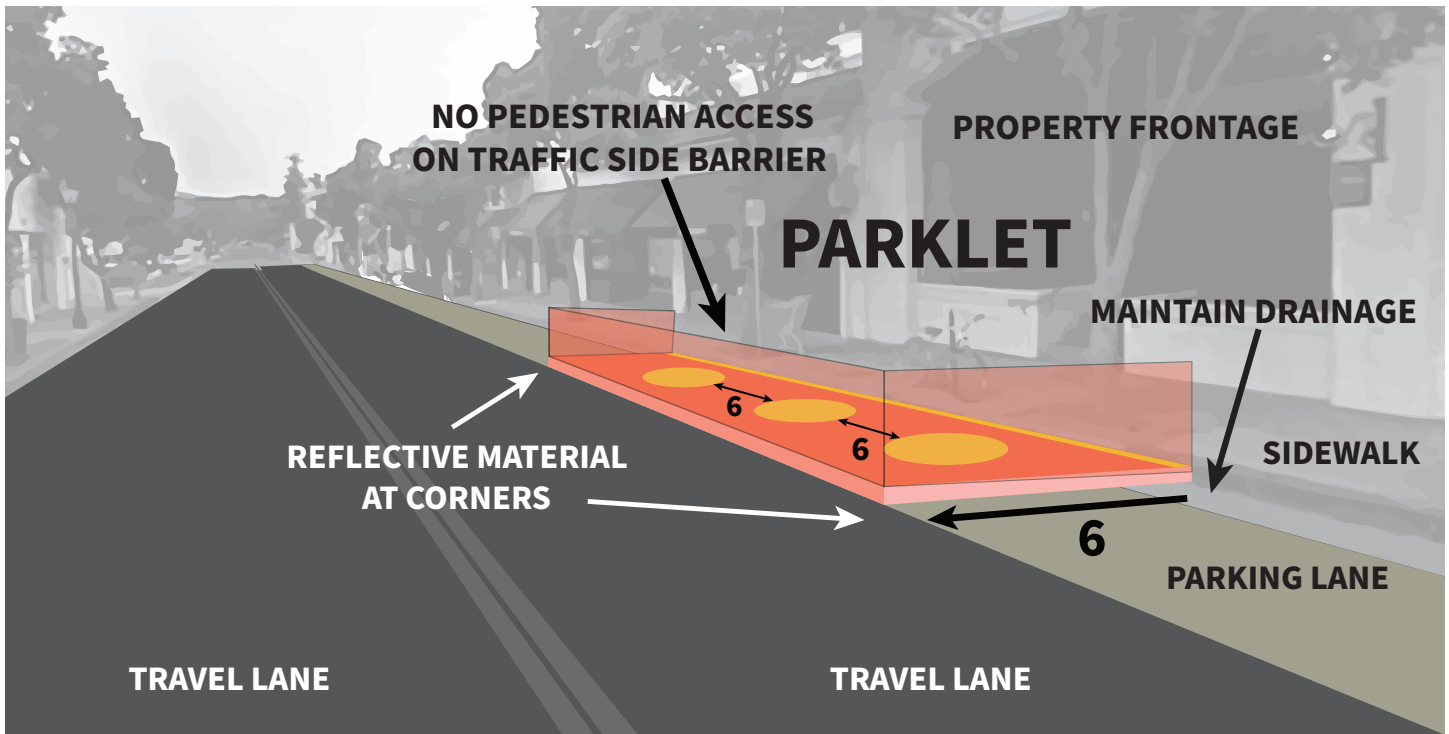 NO PEDESTRIAN ACCESS
ON TRAFFIC SIDE BARRIER
PROPERTY FRONTAGE
PARKLET
MAINTAIN DRAINAGE
6
6
REFLECTIVE MATERIAL
AT CORNERS
SIDEWALK
6
PARKING LANE
TRAVEL LANE
TRAVEL LANE